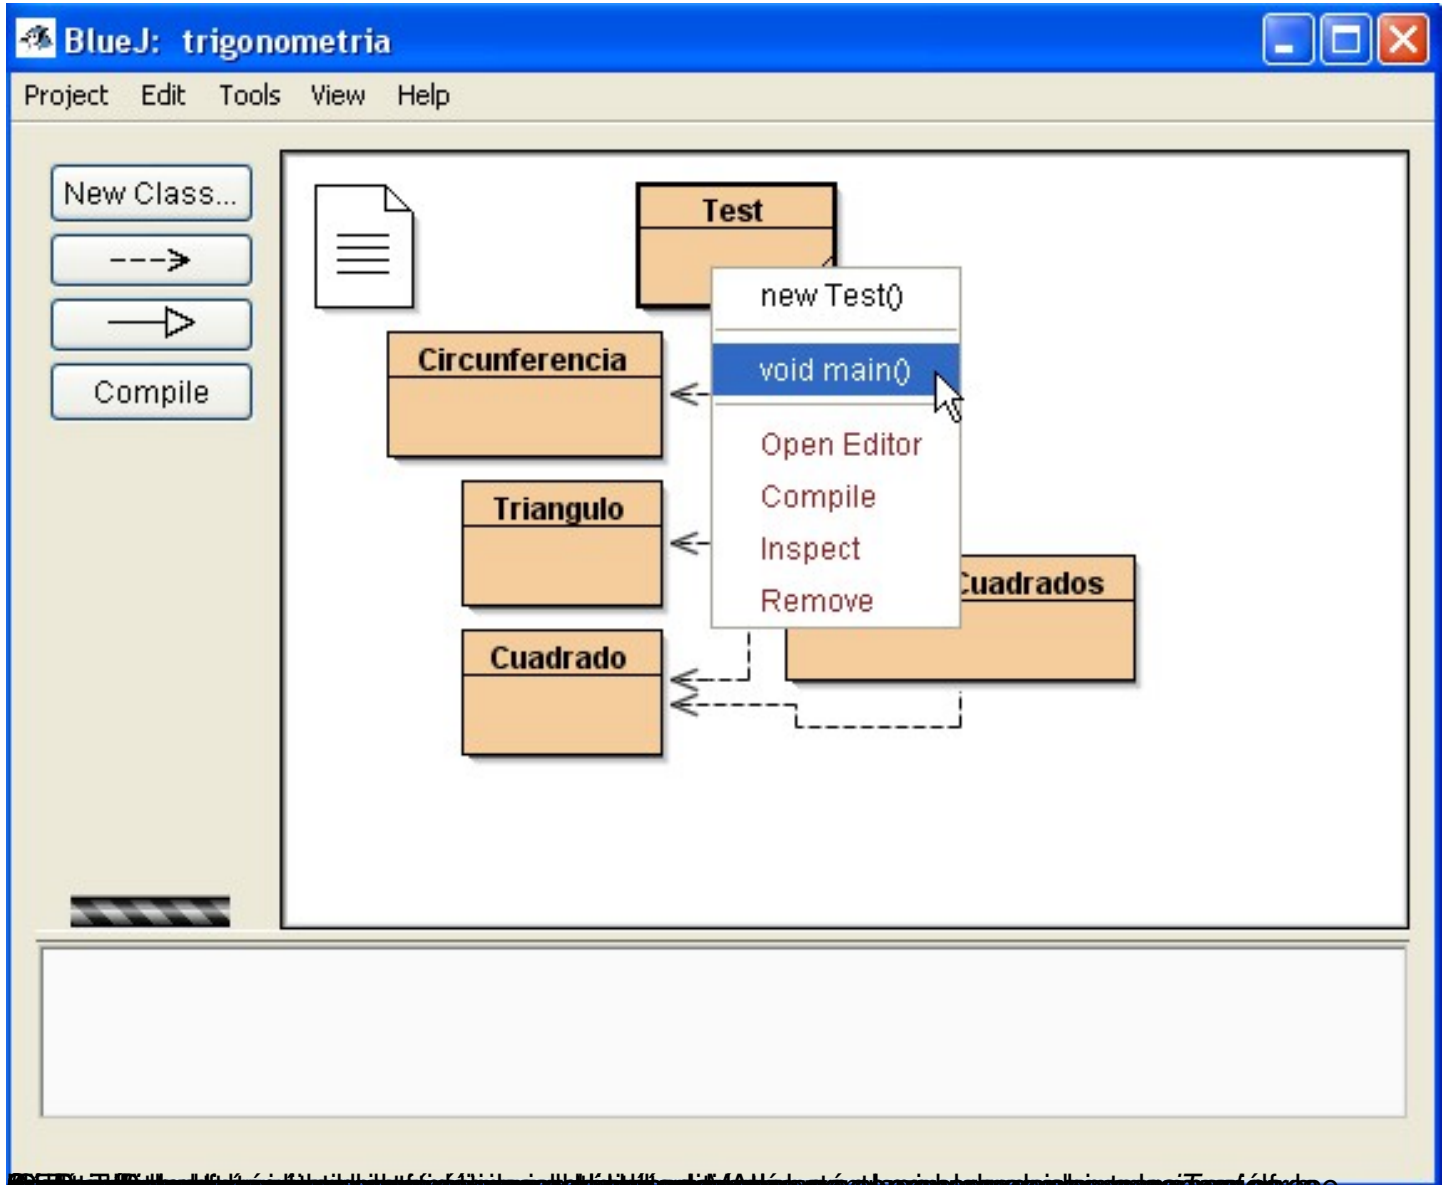 BlueJ: trigonometria
Project Edit Tools View Help
New Class...
Compile
Test
new Test()
void main()
Open Editor
Compile
Inspect
Remove
Circunferencia
Triangulo
Cuadrado
Cuadrados